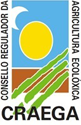 CONSELLO REGULADOR DA
AGRICULTURA ECOLÓXICA
CRAEGA